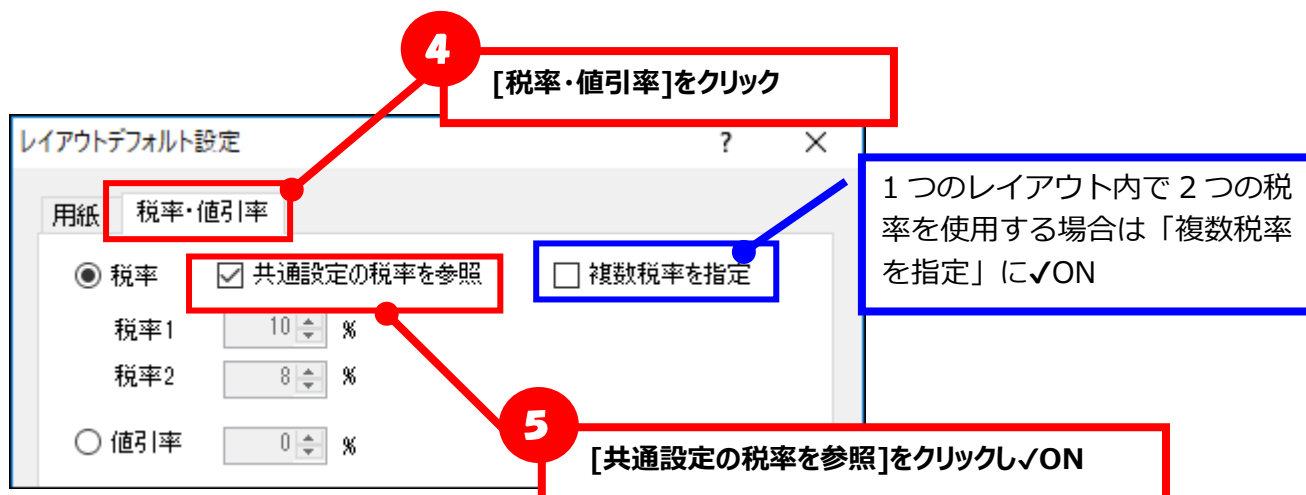 4
[税率・値引率]をクリック
レイアウトデフォルト設定 ? ×
用紙 税率・値引率
税率 共通設定の税率を参照 複数税率を指定
税率1 10 %
税率2 8 %
値引率 0 %
1つのレイアウト内で2つの税
率を使用する場合は「複数税率
を指定」に✓ON
5
[共通設定の税率を参照]をクリックし✓ON